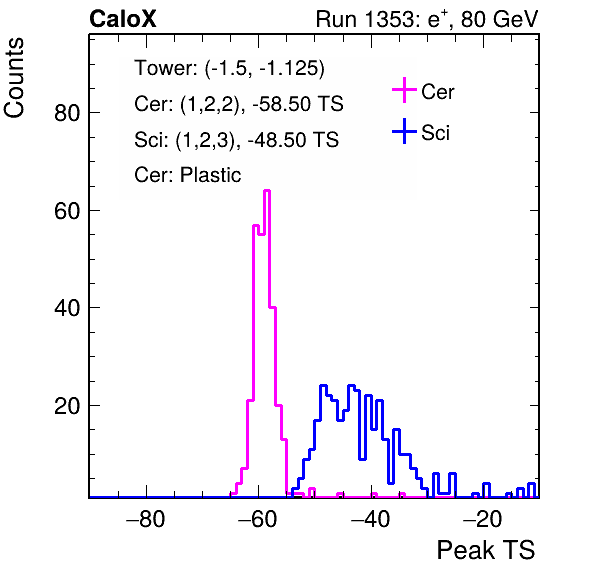 CaloX Run 1353: e⁺, 80 GeV
Counts
Tower: (-1.5, -1.125)
Cer: (1,2,2), -58.50 TS
Sci: (1,2,3), -48.50 TS
Cer: Plastic
Cer
Sci
80
60
40
20
−80 −60 −40 −20
Peak TS